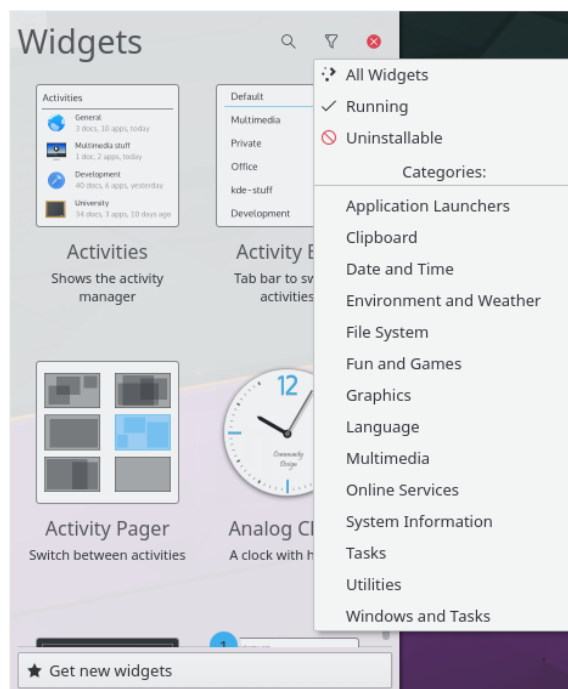 Widgets
Activities
General
3 docs, 10 apps, today
Multimedia stuff
1 doc, 2 apps, today
Development
40 docs, 6 apps, yesterday
University
34 docs, 3 apps, 10 days ago
Activities
Shows the activity
manager
Default
Multimedia
Private
Office
kde-stuff
Development
Activity
Tab bar to
activities
Activity Pager
Switch between activities
12
Community
Design
Analog
A clock with
1
Get new widgets
All Widgets
Running
Uninstallable
Categories:
Application Launchers
Clipboard
Date and Time
Environment and Weather
File System
Fun and Games
Graphics
Language
Multimedia
Online Services
System Information
Tasks
Utilities
Windows and Tasks